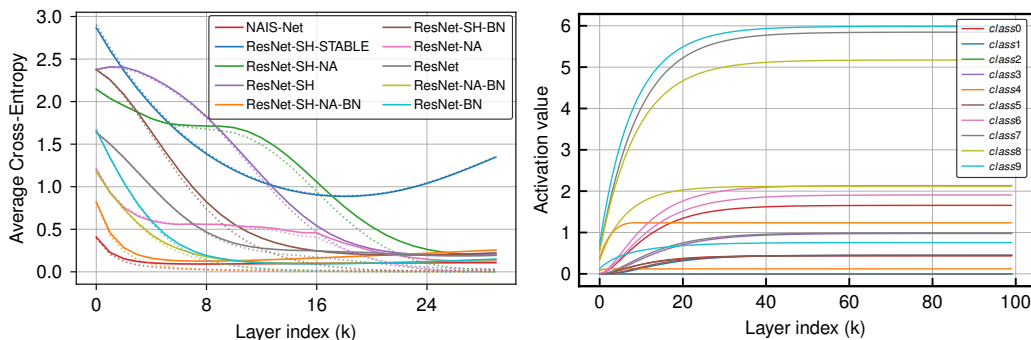 Average Cross-Entropy
3.0
2.5
2.0
1.5
1.0
0.5
0.0
NAIS-Net
ResNet-SH-STABLE
ResNet-SH-NA
ResNet-SH
ResNet-SH-NA-BN
ResNet-SH-BN
ResNet-NA
ResNet
ResNet-NA-BN
ResNet-BN
0 8 16 24
Layer index (k)
Activation value
6
5
4
3
2
1
0
class0
class1
class2
class3
class4
class5
class6
class7
class8
class9
0 20 40 60 80 100
Layer index (k)